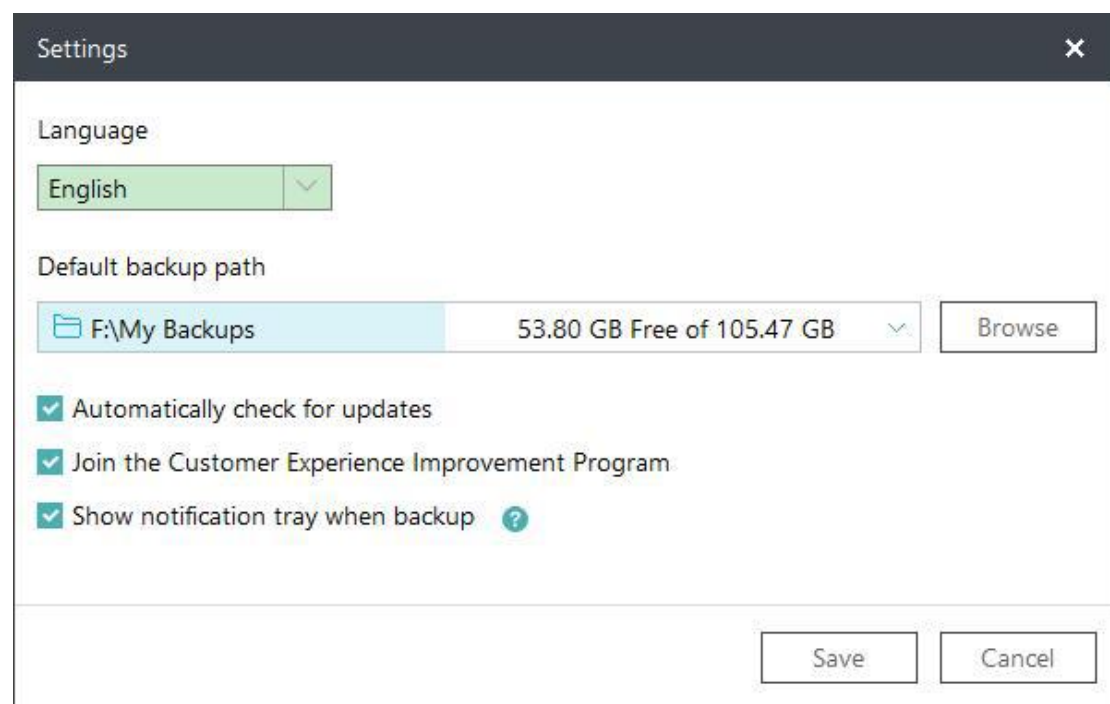 Settings
Language
English
Default backup path
F:\My Backups 53.80 GB Free of 105.47 GB Browse
Automatically check for updates
Join the Customer Experience Improvement Program
Show notification tray when backup ?
Save Cancel